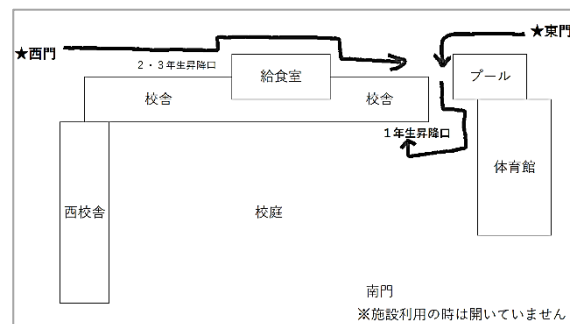 ★東門
★西門
2・3年生昇降口
給食室
プール
校舎
校舎
1年生昇降口
体育館
西校舎
校庭
南門
※施設利用の時は開いていません